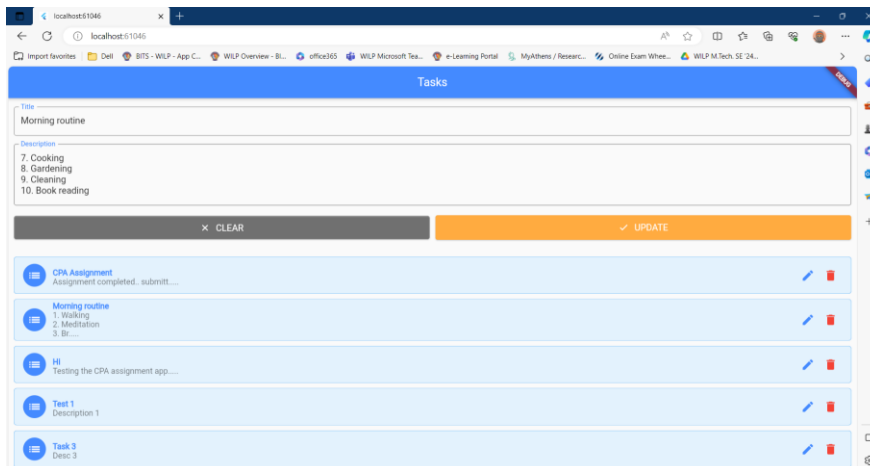 localhost:61046
localhost:61046
Import favorites Dell BITS - WILP - App C... WILP Overview - Bl... office365 WILP Microsoft Tea... e-Learning Portal MyAthens / Researc... Online Exam Whee... WILP M.Tech. SE '24...
Tasks
DEBUG
Title
Morning routine
Description
7. Cooking
8. Gardening
9. Cleaning
10. Book reading
CLEAR
UPDATE
CPA Assignment
Assignment completed.. submitt.....
Morning routine
1. Walking
2. Meditation
3. Br.....
Hi
Testing the CPA assignment app.....
Test 1
Description 1
Task 3
Desc 3